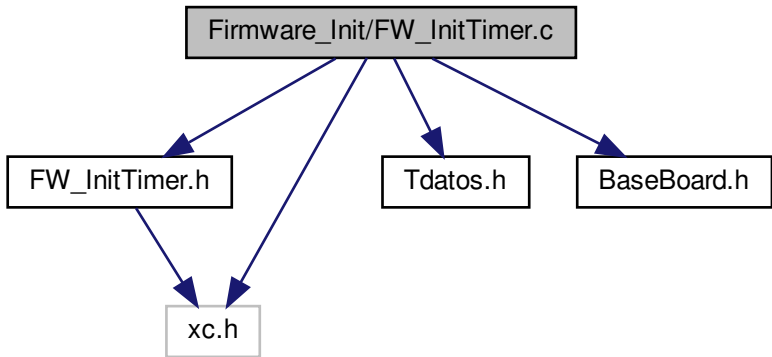 Firmware_Init/FW_InitTimer.c
FW_InitTimer.h
Tdatos.h
BaseBoard.h
xc.h